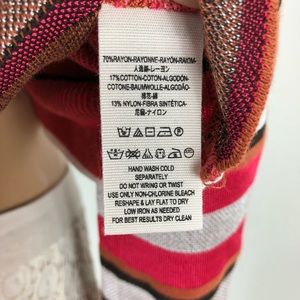 70%RAYON-RAYONNE-RAYON-RAYON-
人造絲-レーヨン
17%COTTON-COTON-ALGODÓN-
COTONE-BAUMWOLLE-ALGODÃO-
棉花-綿
13% NYLON-FIBRA SINTÉTICA-
尼龍-ナイロン
HAND WASH COLD
SEPARATELY
DO NOT WRING OR TWIST
USE ONLY NON-CHLORINE BLEACH
RESHAPE & LAY FLAT TO DRY
LOW IRON AS NEEDED
FOR BEST RESULTS DRY CLEAN